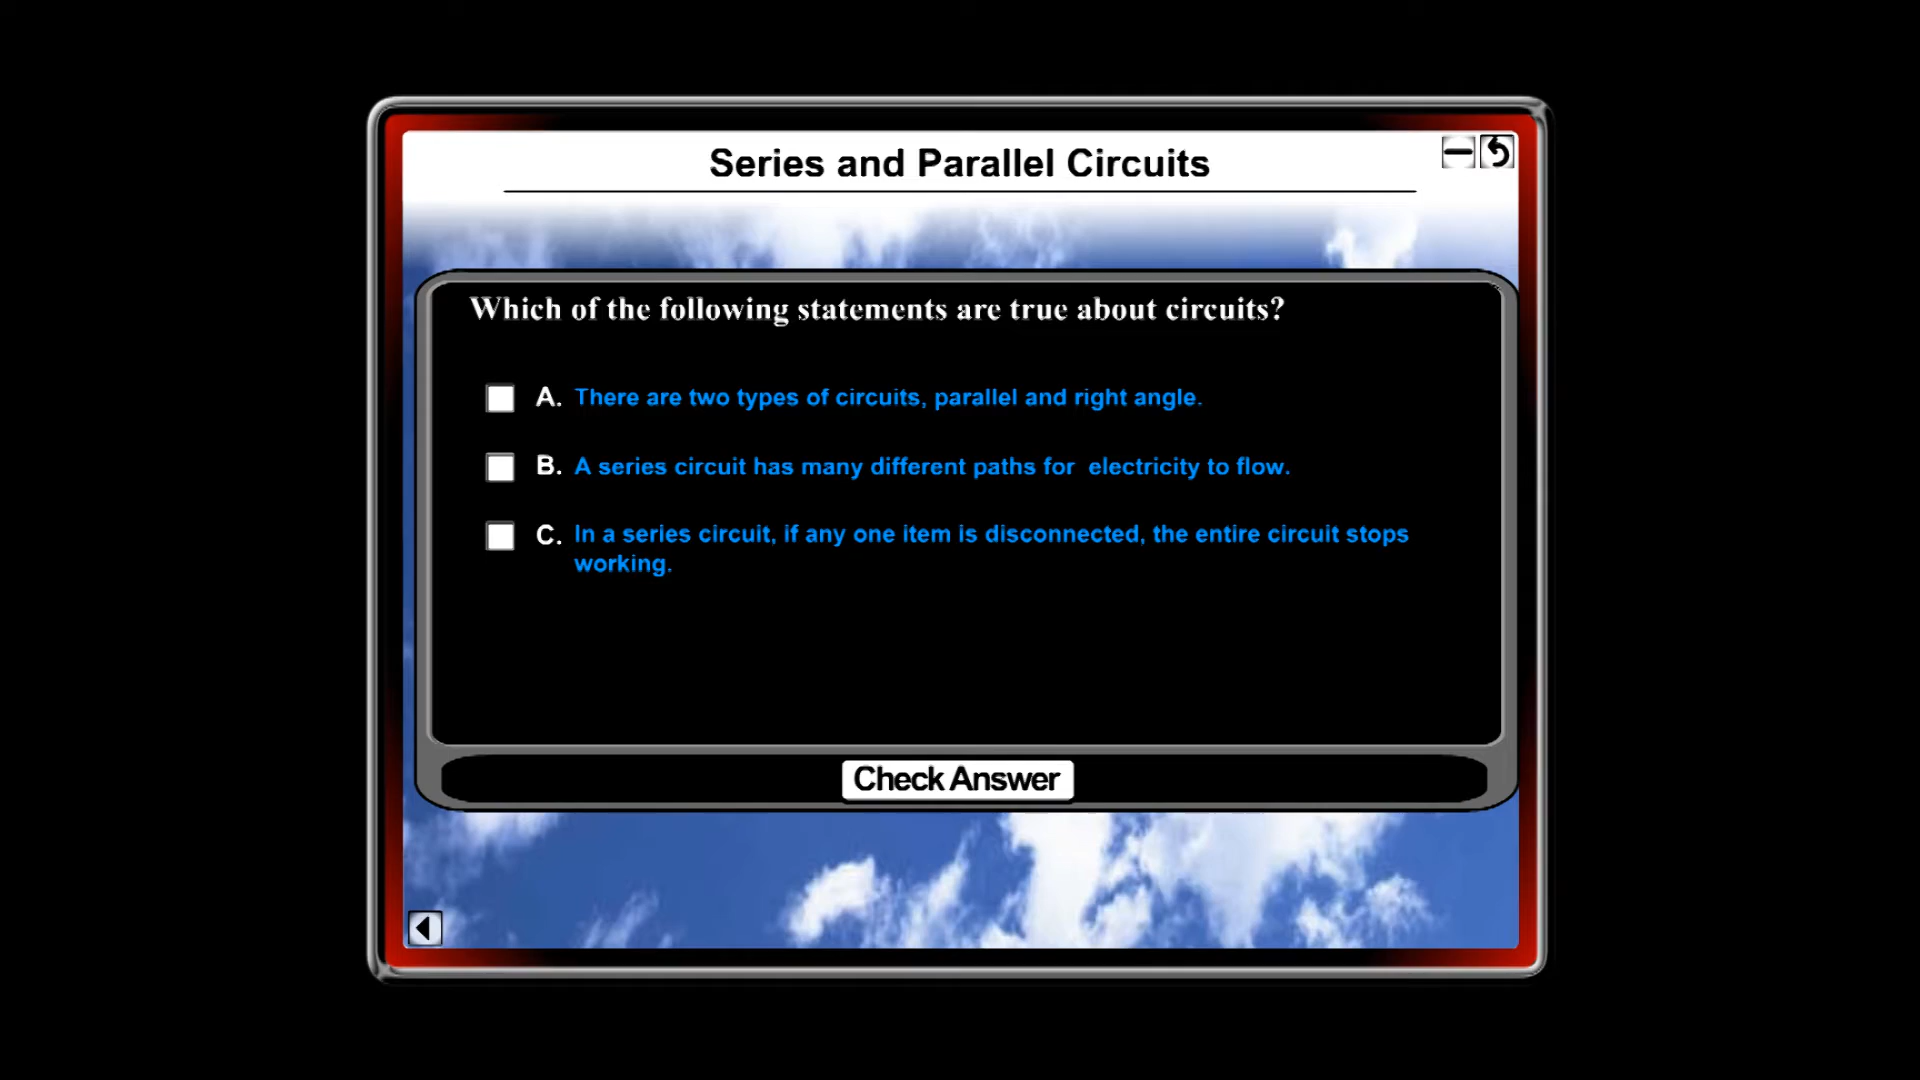 Series and Parallel Circuits
Which of the following statements are true about circuits?
A. There are two types of circuits, parallel and right angle.
B. A series circuit has many different paths for electricity to flow.
C. In a series circuit, if any one item is disconnected, the entire circuit stops
working.
Check Answer